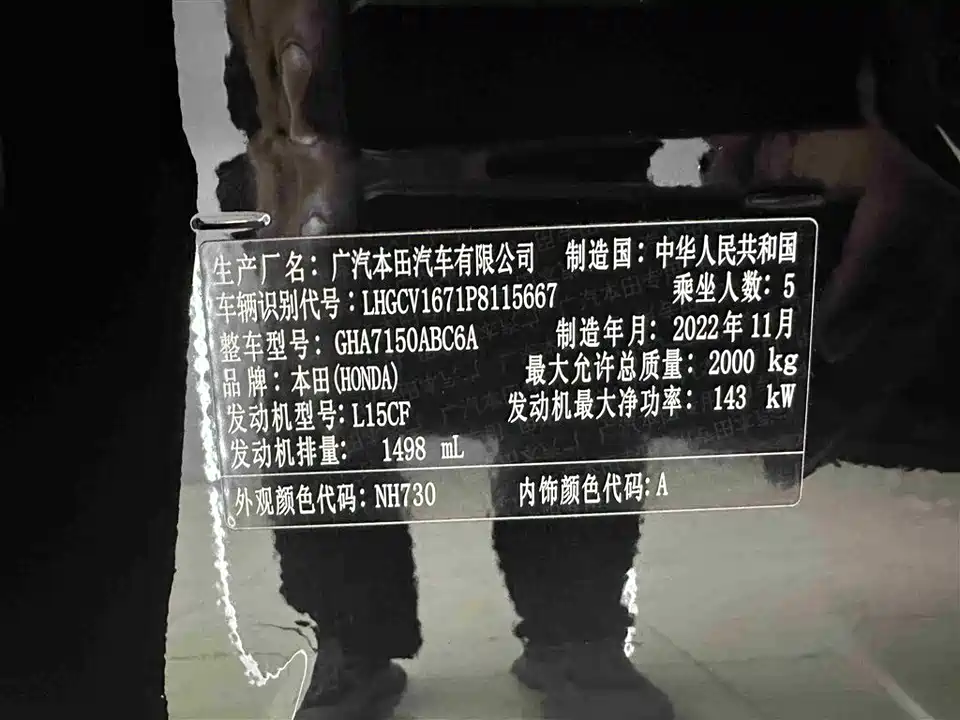 生产厂名：广汽本田汽车有限公司 制造国：中华人民共和国
车辆识别代号：LHGCV1671P8115667 乘坐人数：5
整车型号：GHA7150ABC6A 制造年月：2022年11月
品牌：本田(HONDA) 最大允许总质量：2000 kg
发动机型号：L15CF 发动机最大净功率：143 kW
发动机排量：1498 mL
外观颜色代码：NH730 内饰颜色代码：A